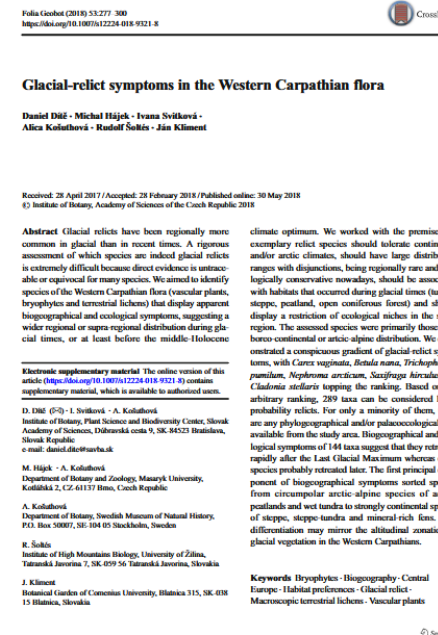 Folia Geobot (2018) 53:277–300
https://doi.org/10.1007/s12224-018-9321-8
Glacial-relict symptoms in the Western Carpathian flora
Daniel Dítě · Michal Hájek · Ivana Svitková ·
Alica Košuthová · Rudolf Šoltés · Ján Kliment
Received: 28 April 2017 / Accepted: 28 February 2018 / Published online: 30 May 2018
© Institute of Botany, Academy of Sciences of the Czech Republic 2018
Abstract Glacial relicts have been regionally more
common in glacial than in recent times. A rigorous
assessment of which species are indeed glacial relicts
is extremely difficult because direct evidence is untrace-
able or equivocal for many species. We aimed to identify
species of the Western Carpathian flora (vascular plants,
bryophytes and terrestrial lichens) that display apparent
biogeographical and ecological symptoms, suggesting a
wider regional or supra-regional distribution during gla-
cial times, or at least before the middle-Holocene
Electronic supplementary material The online version of this
article (https://doi.org/10.1007/s12224-018-9321-8) contains
supplementary material, which is available to authorized users.
D. Dítě (✉) · I. Svitková · A. Košuthová
Institute of Botany, Plant Science and Biodiversity Center, Slovak
Academy of Sciences, Dúbravská cesta 9, SK-84523 Bratislava,
Slovak Republic
e-mail: daniel.dite@savba.sk
M. Hájek · A. Košuthová
Department of Botany and Zoology, Masaryk University,
Kotlářská 2, CZ-61137 Brno, Czech Republic
A. Košuthová
Department of Botany, Swedish Museum of Natural History,
P.O. Box 50007, SE-104 05 Stockholm, Sweden
R. Šoltés
Institute of High Mountains Biology, University of Žilina,
Tatranská Javorina 7, SK-059 56 Tatranská Javorina, Slovakia
J. Kliment
Botanical Garden of Comenius University, Blatnica 315, SK-038
15 Blatnica, Slovakia
climate optimum. We worked with the premise
exemplary relict species should tolerate contin
and/or arctic climates, should have large distrib
ranges with disjunctions, being regionally rare and
logically conservative nowadays, should be assoc
with habitats that occurred during glacial times (tu
steppe, peatland, open coniferous forest) and sh
display a restriction of ecological niches in the s
region. The assessed species were primarily those
boreo-continental or artcic-alpine distribution. We
onstrated a conspicuous gradient of glacial-relict sy
toms, with Carex vaginata, Betula nana, Trichoph
pumilum, Nephroma arcticum, Saxifraga hirculus
Cladonia stellaris topping the ranking. Based on
arbitrary ranking, 289 taxa can be considered
probability relicts. For only a minority of them,
are any phylogeographical and/or palaeoecological
available from the study area. Biogeographical and
logical symptoms of 144 taxa suggest that they retr
rapidly after the Last Glacial Maximum whereas
species probably retreated later. The first principal
ponent of biogeographical symptoms sorted sp
from circumpolar arctic-alpine species of ac
peatlands and wet tundra to strongly continental sp
of steppe, steppe-tundra and mineral-rich fens.
differentiation may mirror the altitudinal zonatio
glacial vegetation in the Western Carpathians.
Keywords Bryophytes · Biogeography · Central
Europe · Habitat preferences · Glacial relict ·
Macroscopic terrestrial lichens · Vascular plants